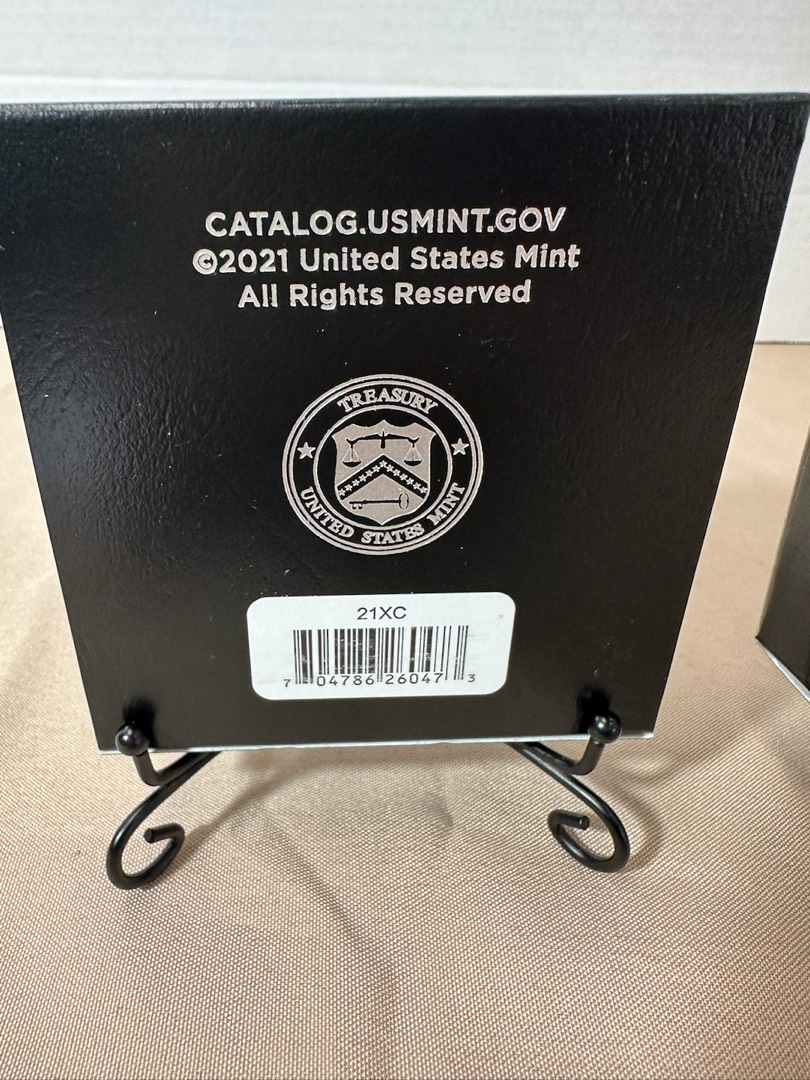 CATALOG.USMINT.GOV
©2021 United States Mint
All Rights Reserved
TREASURY
UNITED STATES MINT
21XC
7 04786 26047 3